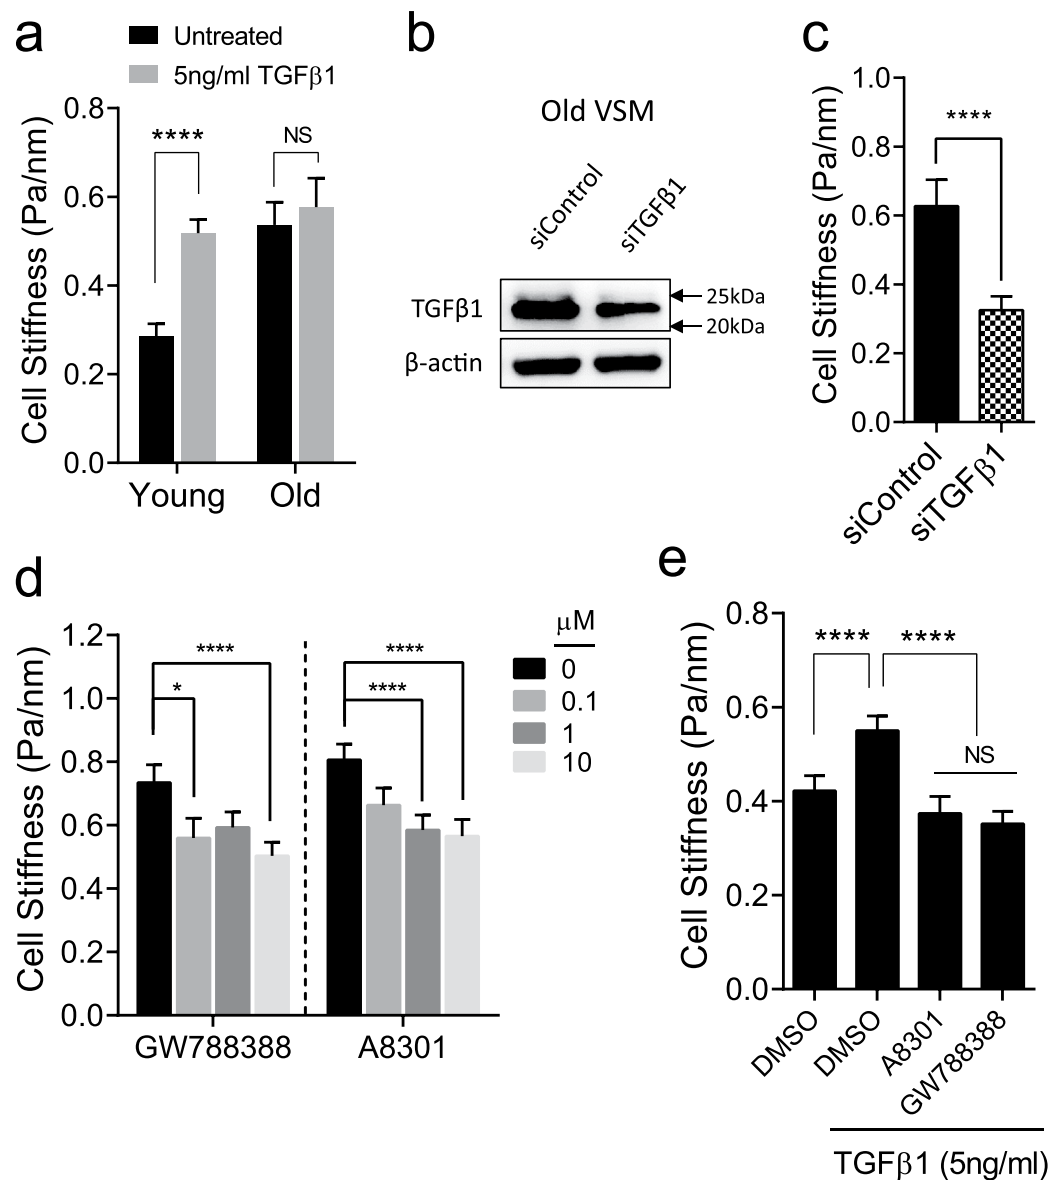 a
Untreated
5ng/ml TGFβ1
Cell Stiffness (Pa/nm)
0.8
0.6
0.4
0.2
0.0
****
NS
Young
Old
b
Old VSM
siControl
siTGFβ1
TGFβ1
25kDa
20kDa
β-actin
c
Cell Stiffness (Pa/nm)
1.0
0.8
0.6
0.4
0.2
0.0
****
siControl
siTGFβ1
d
Cell Stiffness (Pa/nm)
1.2
1.0
0.8
0.6
0.4
0.2
0.0
****
*
****
****
GW788388
A8301
μM
0
0.1
1
10
e
Cell Stiffness (Pa/nm)
0.8
0.6
0.4
0.2
0.0
****
****
NS
DMSO
DMSO
A8301
GW788388
TGFβ1 (5ng/ml)